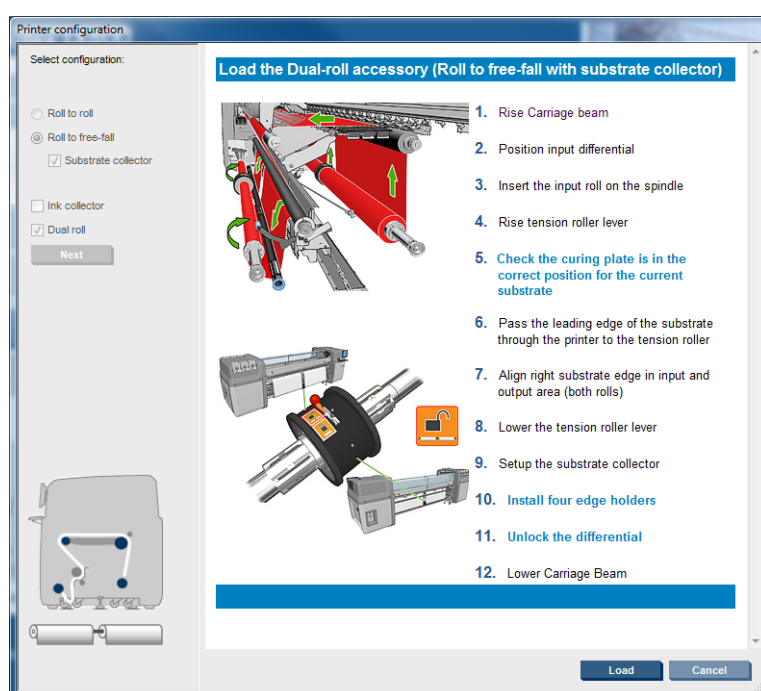 Printer configuration
Select configuration:
Roll to roll
Roll to free-fall
Substrate collector
Ink collector
Dual roll
Next
Load the Dual-roll accessory (Roll to free-fall with substrate collector)
1. Rise Carriage beam
2. Position input differential
3. Insert the input roll on the spindle
4. Rise tension roller lever
5. Check the curing plate is in the
correct position for the current
substrate
6. Pass the leading edge of the substrate
through the printer to the tension roller
7. Align right substrate edge in input and
output area (both rolls)
8. Lower the tension roller lever
9. Setup the substrate collector
10. Install four edge holders
11. Unlock the differential
12. Lower Carriage Beam
Load
Cancel